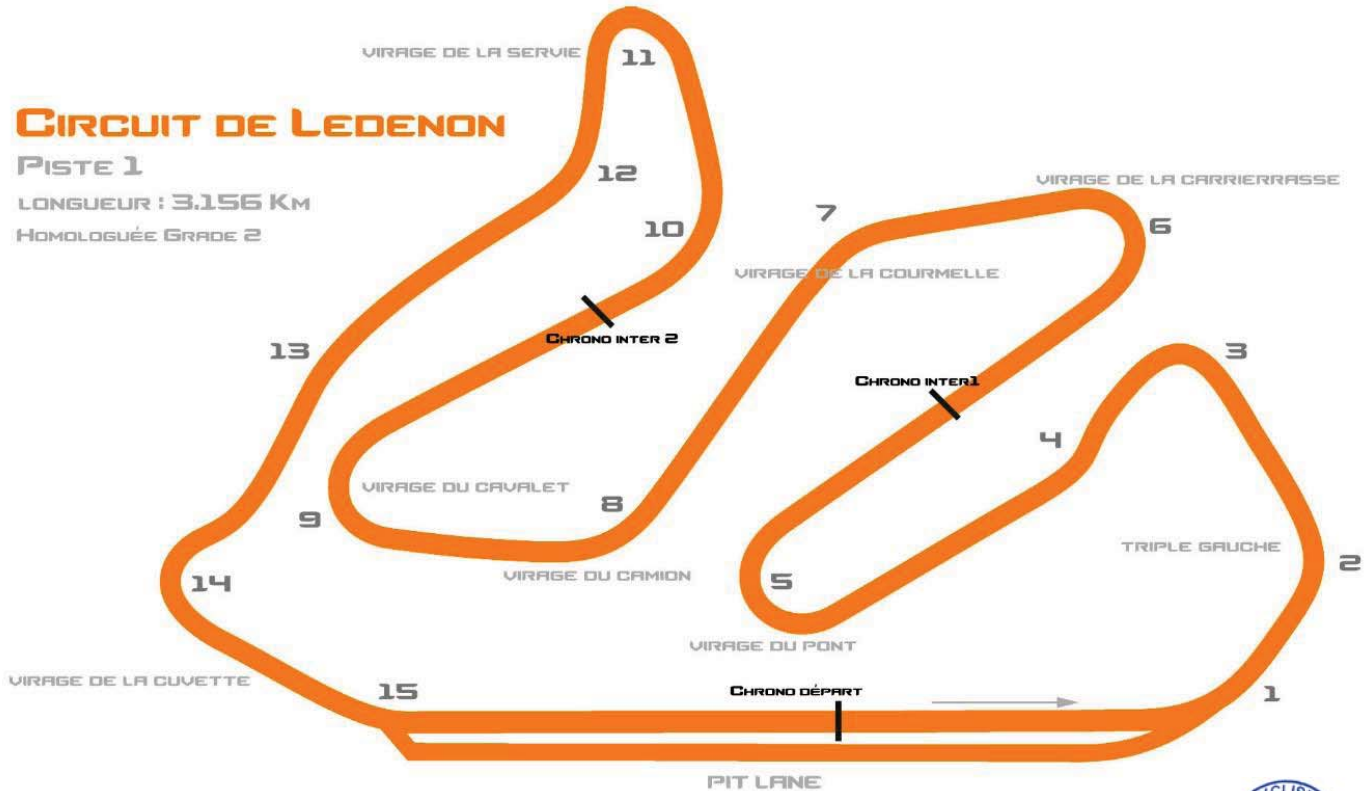 VIRAGE DE LA SERVIE
11
CIRCUIT DE LEDENON
PISTE 1
LONGUEUR : 3.156 KM
HOMOLOGUÉE GRADE 2
12
10
VIRAGE DE LA CARRIERRASSE
7
6
VIRAGE DE LA COURMELLE
CHRONO INTER 2
13
3
CHRONO INTER1
4
VIRAGE DU CAVALET
8
9
TRIPLE GAUCHE
2
VIRAGE DU CAMION
14
5
VIRAGE DU PONT
VIRAGE DE LA CUVETTE
15
CHRONO DÉPART
1
PIT LANE